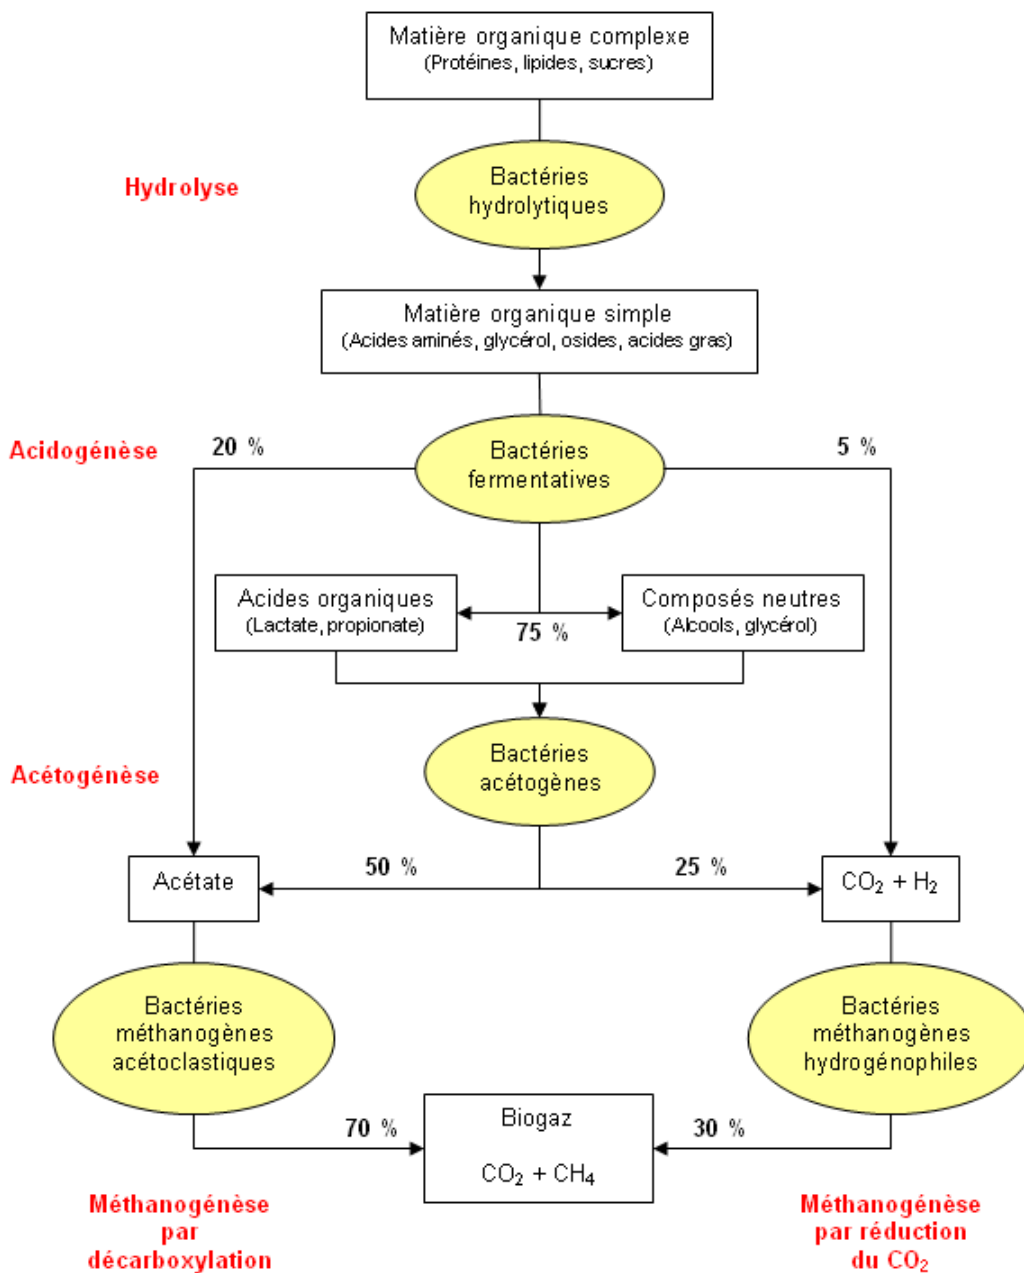 Matière organique complexe
(Protéines, lipides, sucres)
Hydrolyse
Bactéries
hydrolytiques
Matière organique simple
(Acides aminés, glycérol, osides, acides gras)
Acidogénèse
20 %
Bactéries
fermentatives
5 %
Acides organiques
(Lactate, propionate)
75 %
Composés neutres
(Alcools, glycérol)
Acétogénèse
Bactéries
acétogènes
Acétate
50 %
25 %
CO₂ + H₂
Bactéries
méthanogènes
acétoclastiques
Bactéries
méthanogènes
hydrogénophiles
70 %
Biogaz
CO₂ + CH₄
30 %
Méthanogénèse
par
décarboxylation
Méthanogénèse
par réduction
du CO₂